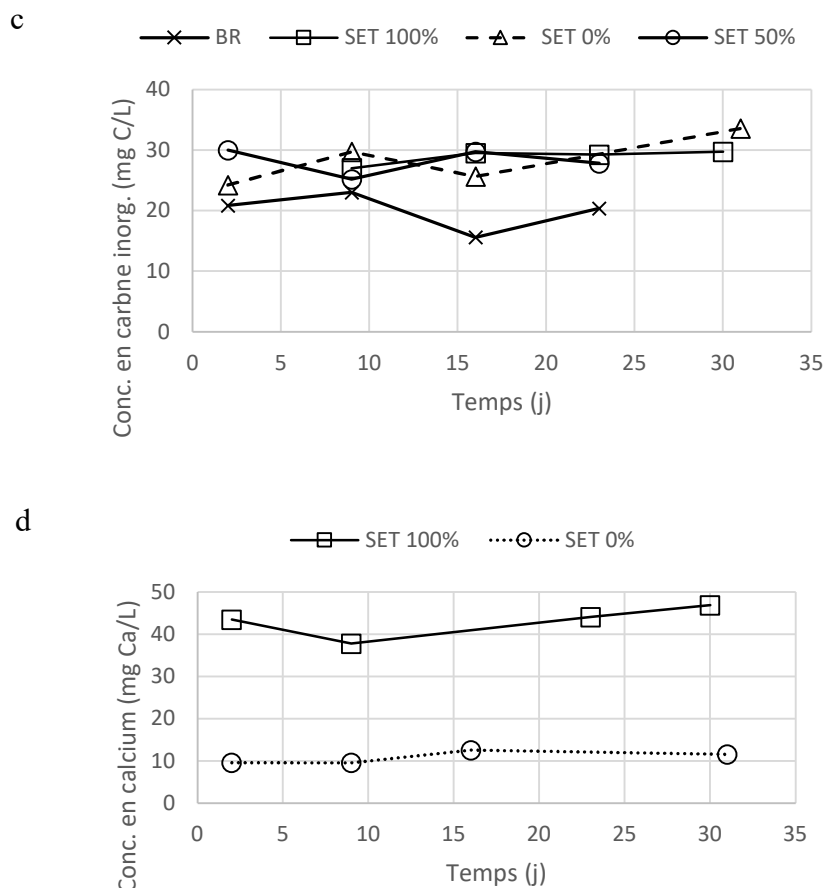 c
BR SET 100% SET 0% SET 50%
Conc. en carbne inorg. (mg C/L)
40
30
20
10
0
0 5 10 15 20 25 30 35
Temps (j)
d
SET 100% SET 0%
Conc. en calcium (mg Ca/L)
50
40
30
20
10
0
0 5 10 15 20 25 30 35
Temps (j)